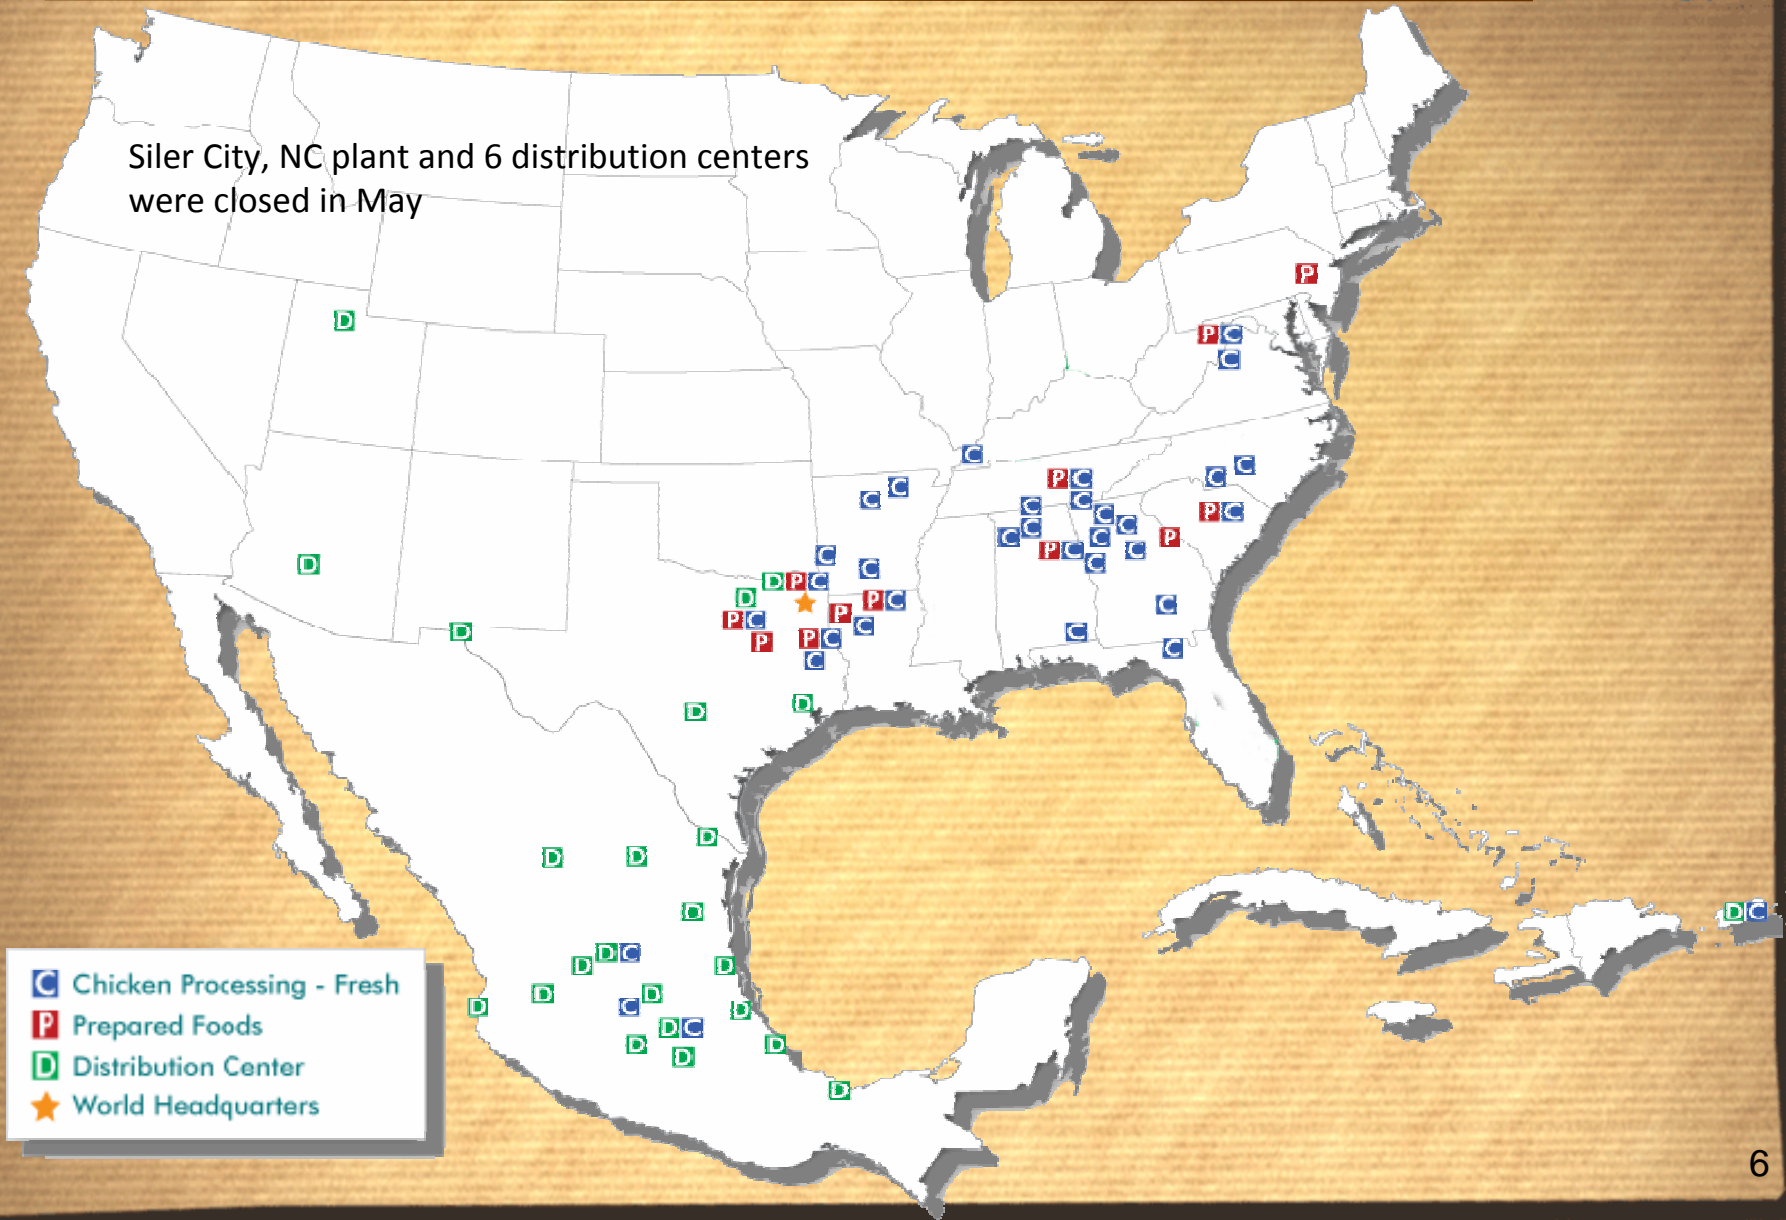 Siler City, NC plant and 6 distribution centers
were closed in May
D
P
P C
C
C
P C
C C
C
C
C
C
C
C
C
P C
P
C
C
C
P C
C
C
C
D
C
C
D P C
D
P C
P
P C
P
P C
C
C
C
C
C
D
D
D
D
D
D
D
D
D C
D C
D
D
D
D
C D
D
D
D C
D
D
D
D
C Chicken Processing - Fresh
P Prepared Foods
D Distribution Center
World Headquarters
6